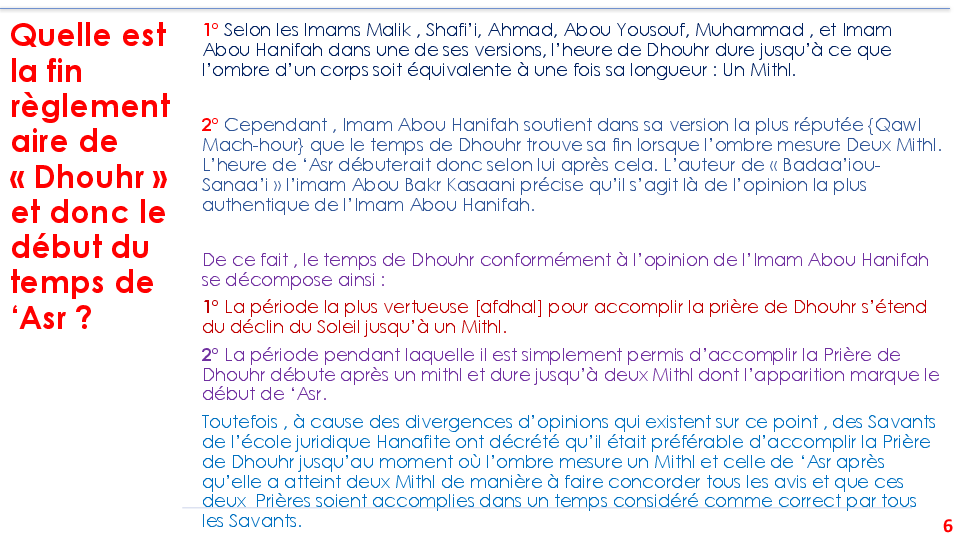 Quelle est
la fin
règlement
aire de
« Dhouhr »
et donc le
début du
temps de
‘Asr ?
1° Selon les Imams Malik , Shafi’i, Ahmad, Abou Yousouf, Muhammad , et Imam
Abou Hanifah dans une de ses versions, l’heure de Dhouhr dure jusqu’à ce que
l’ombre d’un corps soit équivalente à une fois sa longueur : Un Mithl.
2° Cependant , Imam Abou Hanifah soutient dans sa version la plus réputée {Qawl
Mach-hour} que le temps de Dhouhr trouve sa fin lorsque l’ombre mesure Deux Mithl.
L’heure de ‘Asr débuterait donc selon lui après cela. L’auteur de « Badaa’iou-
Sanaa’i » l’imam Abou Bakr Kasaani précise qu’il s’agit là de l’opinion la plus
authentique de l’Imam Abou Hanifah.
De ce fait , le temps de Dhouhr conformément à l’opinion de l’Imam Abou Hanifah
se décompose ainsi :
1° La période la plus vertueuse [afdhal] pour accomplir la prière de Dhouhr s’étend
du déclin du Soleil jusqu’à un Mithl.
2° La période pendant laquelle il est simplement permis d’accomplir la Prière de
Dhouhr débute après un mithl et dure jusqu’à deux Mithl dont l’apparition marque le
début de ‘Asr.
Toutefois , à cause des divergences d’opinions qui existent sur ce point , des Savants
de l’école juridique Hanafite ont décrété qu’il était préférable d’accomplir la Prière
de Dhouhr jusqu’au moment où l’ombre mesure un Mithl et celle de ‘Asr après
qu’elle a atteint deux Mithl de manière à faire concorder tous les avis et que ces
deux  Prières soient accomplies dans un temps considéré comme correct par tous
les Savants.
6